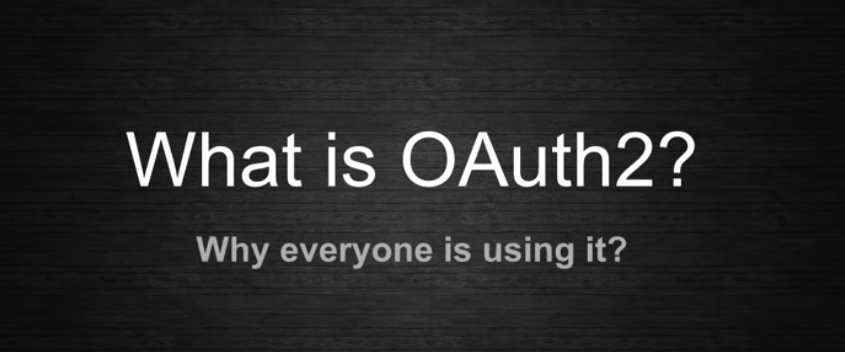 What is OAuth2?
Why everyone is using it?